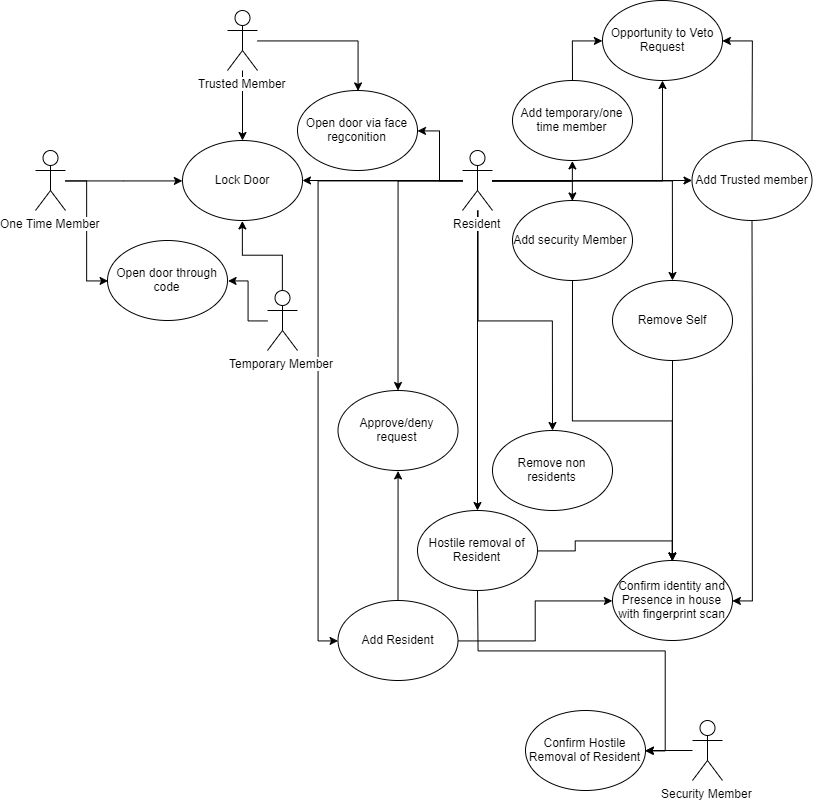 Opportunity to Veto
Request
Trusted Member
Open door via face
regconition
Add temporary/one
time member
Lock Door
Add Trusted member
One Time Member
Resident
Add security Member
Open door through
code
Remove Self
Temporary Member
Approve/deny
request
Remove non
residents
Hostile removal of
Resident
Confirm identity and
Presence in house
with fingerprint scan
Add Resident
Confirm Hostile
Removal of Resident
Security Member